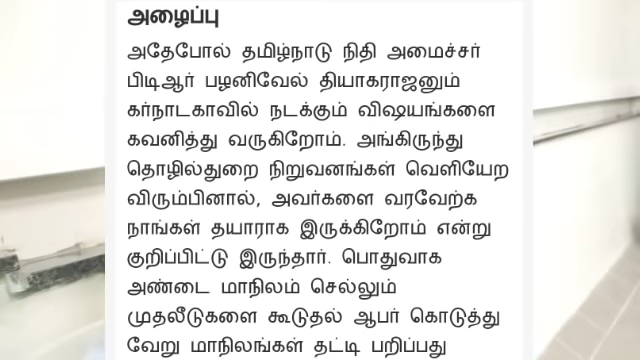 அழைப்பு
அதேபோல் தமிழ்நாடு நிதி அமைச்சர்
பிடிஆர் பழனிவேல் தியாகராஜனும்
கர்நாடகாவில் நடக்கும் விஷயங்களை
கவனித்து வருகிறோம். அங்கிருந்து
தொழில்துறை நிறுவனங்கள் வெளியேற
விரும்பினால், அவர்களை வரவேற்க
நாங்கள் தயாராக இருக்கிறோம் என்று
குறிப்பிட்டு இருந்தார். பொதுவாக
அண்டை மாநிலம் செல்லும்
முதலீடுகளை கூடுதல் ஆபர் கொடுத்து
வேறு மாநிலங்கள் தட்டி பறிப்பது